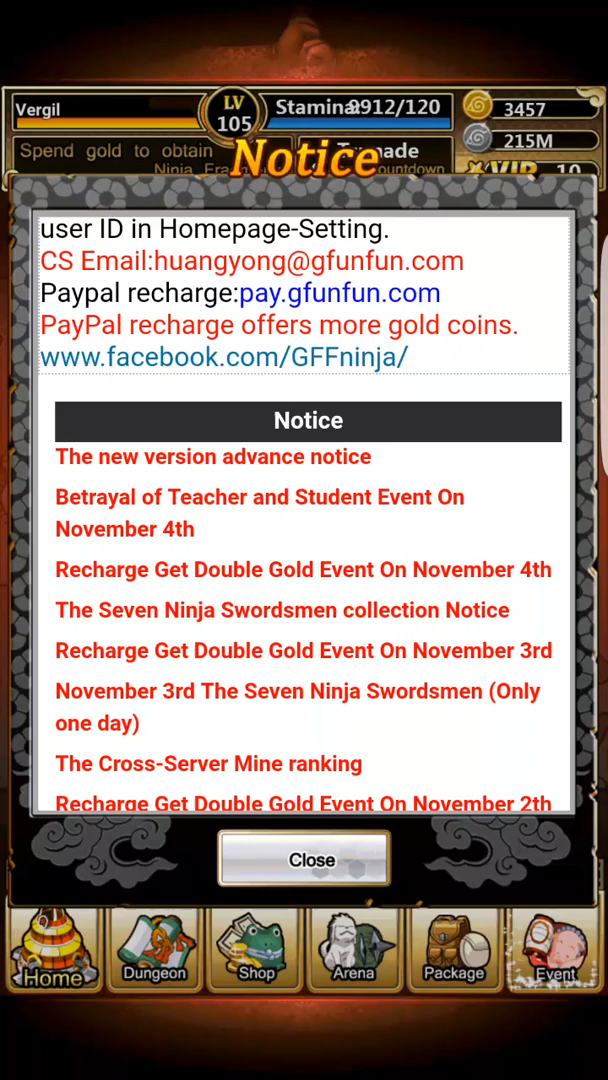 Vergil
LV
105
Stamina 9912/120
3457
215M
VIP 10
Spend gold to obtain
Notice
user ID in Homepage-Setting.
CS Email:huangyong@gfunfun.com
Paypal recharge:pay.gfunfun.com
PayPal recharge offers more gold coins.
www.facebook.com/GFFninja/
Notice
The new version advance notice
Betrayal of Teacher and Student Event On
November 4th
Recharge Get Double Gold Event On November 4th
The Seven Ninja Swordsmen collection Notice
Recharge Get Double Gold Event On November 3rd
November 3rd The Seven Ninja Swordsmen (Only
one day)
The Cross-Server Mine ranking
Recharge Get Double Gold Event On November 2th
Close
Home
Dungeon
Shop
Arena
Package
Event